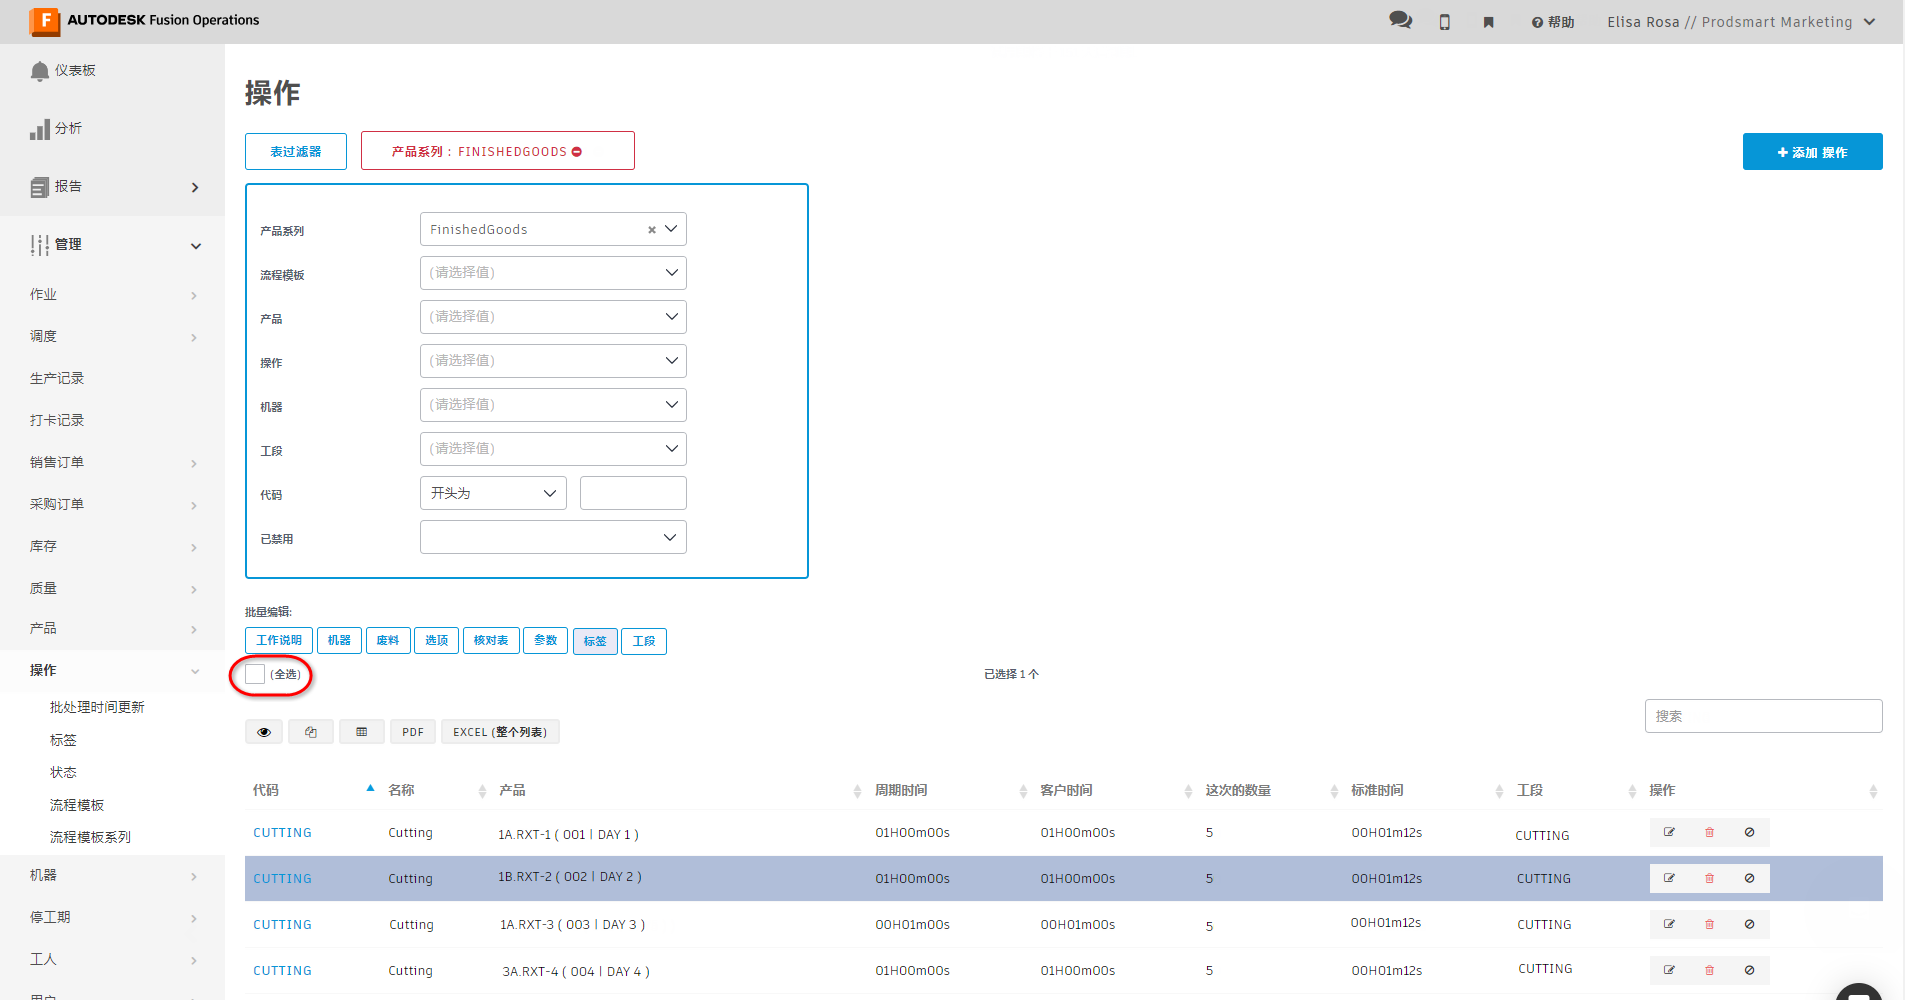 AUTODESK Fusion Operations
帮助
Elisa Rosa // Prodsmart Marketing
仪表板
分析
报告
管理
作业
调度
生产记录
打卡记录
销售订单
采购订单
库存
质量
产品
操作
批处理时间更新
标签
状态
流程模板
流程模板系列
机器
停工期
工人
操作
表过滤器
产品系列 : FINISHEDGOODS
+ 添加 操作
产品系列 FinishedGoods
流程模板 (请选择值)
产品 (请选择值)
操作 (请选择值)
机器 (请选择值)
工段 (请选择值)
代码 开头为
已禁用
批量编辑:
工作说明 机器 废料 选项 核对表 参数 标签 工段
(全选) 已选择 1 个
PDF EXCEL (整个列表)
搜索
代码 名称 产品 周期时间 客户时间 这次的数量 标准时间 工段 操作
CUTTING Cutting 1A.RXT-1 ( 001 | DAY 1 ) 01H00m00s 01H00m00s 5 00H01m12s CUTTING
CUTTING Cutting 1B.RXT-2 ( 002 | DAY 2 ) 01H00m00s 01H00m00s 5 00H01m12s CUTTING
CUTTING Cutting 1A.RXT-3 ( 003 | DAY 3 ) 00H01m00s 00H01m00s 5 00H01m12s CUTTING
CUTTING Cutting 3A.RXT-4 ( 004 | DAY 4 ) 01H00m00s 01H00m00s 5 00H01m12s CUTTING